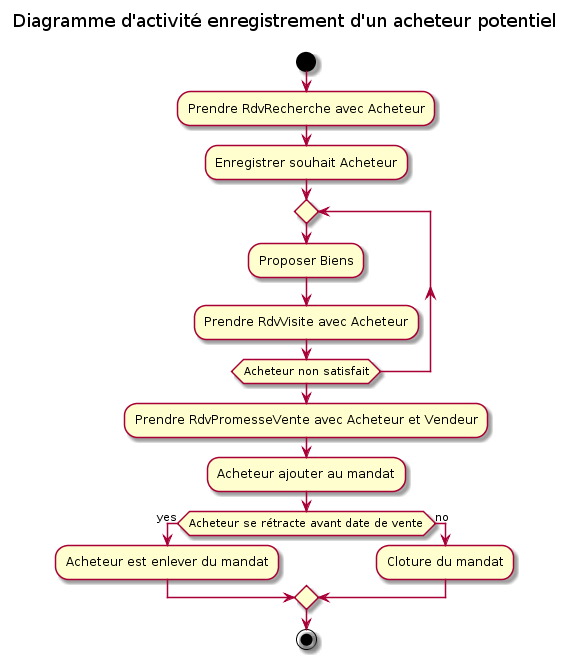 Diagramme d'activité enregistrement d'un acheteur potentiel
Prendre RdvRecherche avec Acheteur
Enregistrer souhait Acheteur
Proposer Biens
Prendre RdvVisite avec Acheteur
Acheteur non satisfait
Prendre RdvPromesseVente avec Acheteur et Vendeur
Acheteur ajouter au mandat
yes
Acheteur se rétracte avant date de vente
no
Acheteur est enlever du mandat
Cloture du mandat